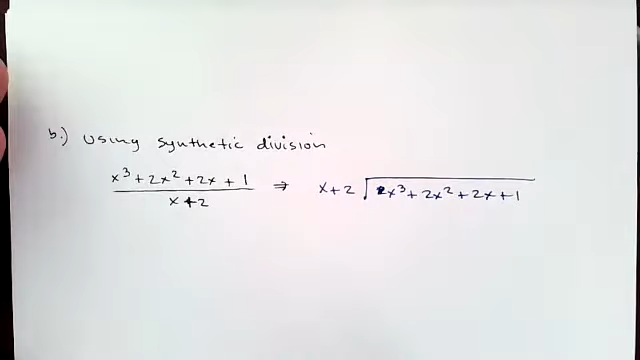 b.) Using synthetic division
x³+2x²+2x+1 / x+2 ⇒ x+2 √ x³+2x²+2x+1